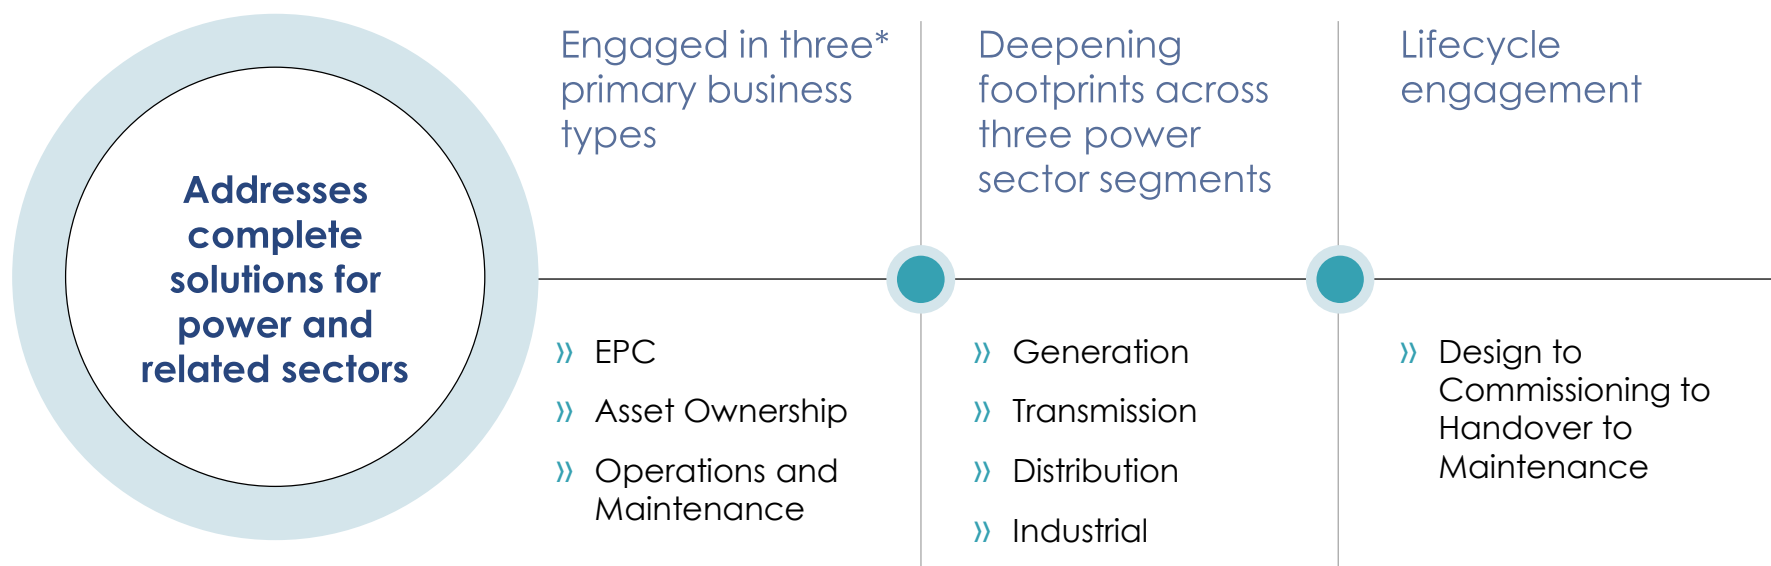 Addresses
complete
solutions for
power and
related sectors
Engaged in three*
primary business
types
» EPC
» Asset Ownership
» Operations and
Maintenance
Deepening
footprints across
three power
sector segments
» Generation
» Transmission
» Distribution
» Industrial
Lifecycle
engagement
» Design to
Commissioning to
Handover to
Maintenance